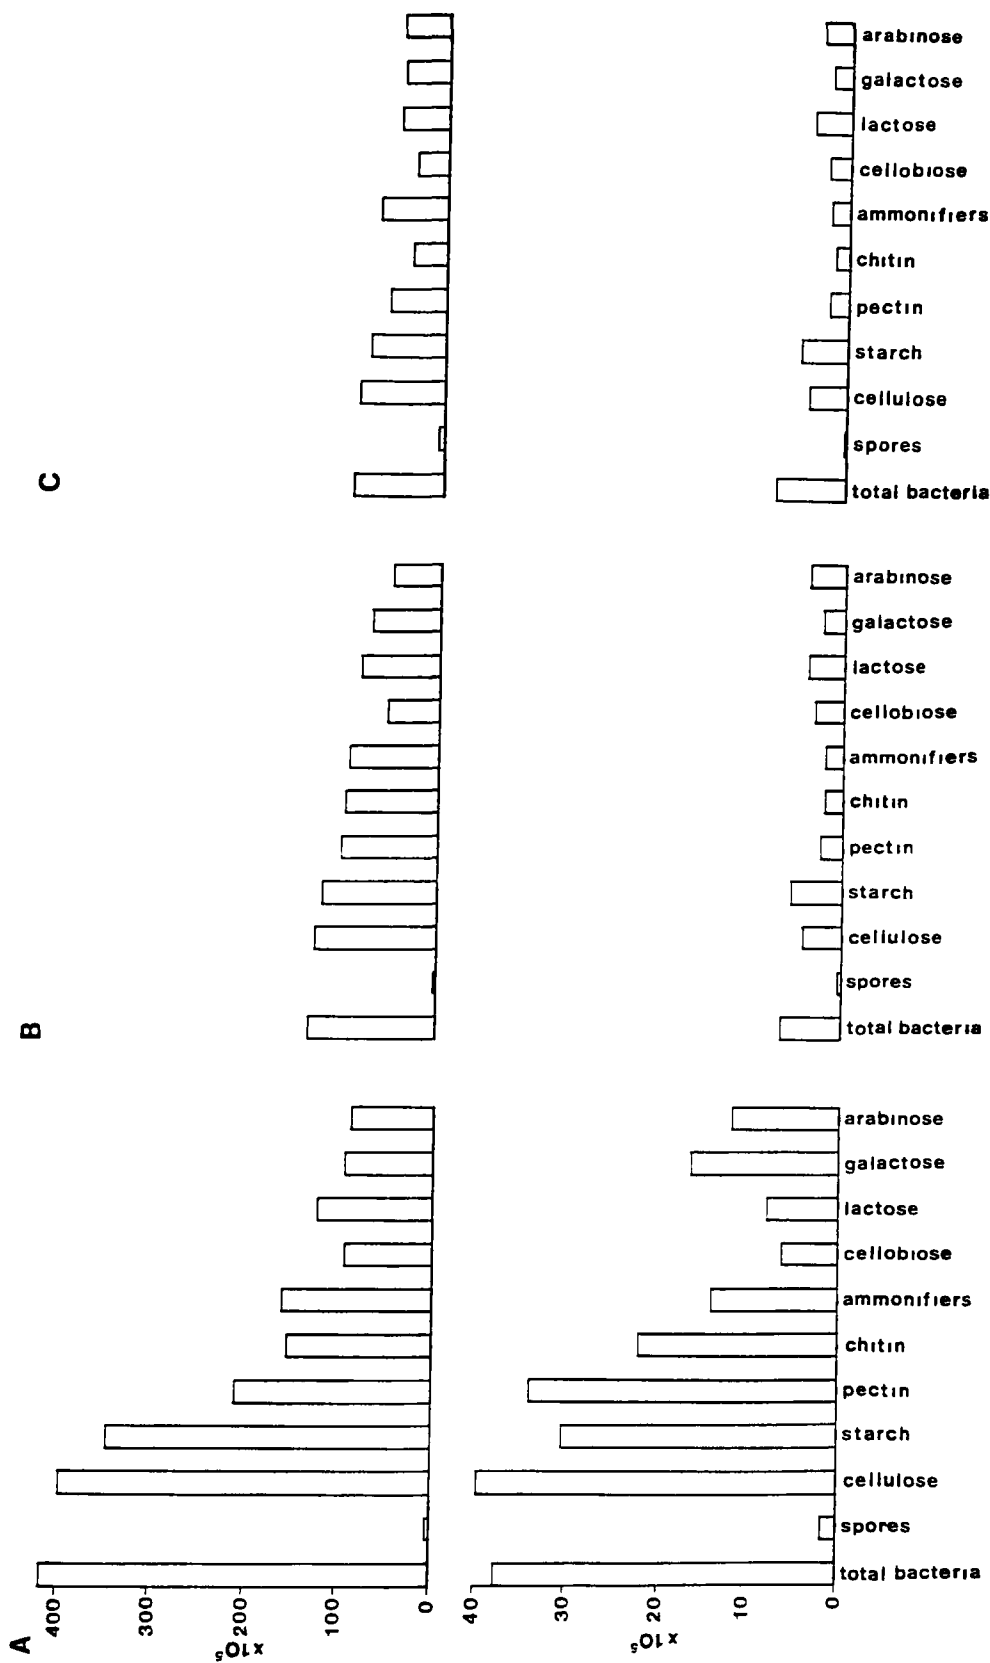 A
B
C
400
300
200
100
0
x10⁵
40
30
20
10
0
x10⁵
total bacteria
spores
cellulose
starch
pectin
chitin
ammonifiers
cellobiose
lactose
galactose
arabinose
total bacteria
spores
cellulose
starch
pectin
chitin
ammonifiers
cellobiose
lactose
galactose
arabinose
total bacteria
spores
cellulose
starch
pectin
chitin
ammonifiers
cellobiose
lactose
galactose
arabinose